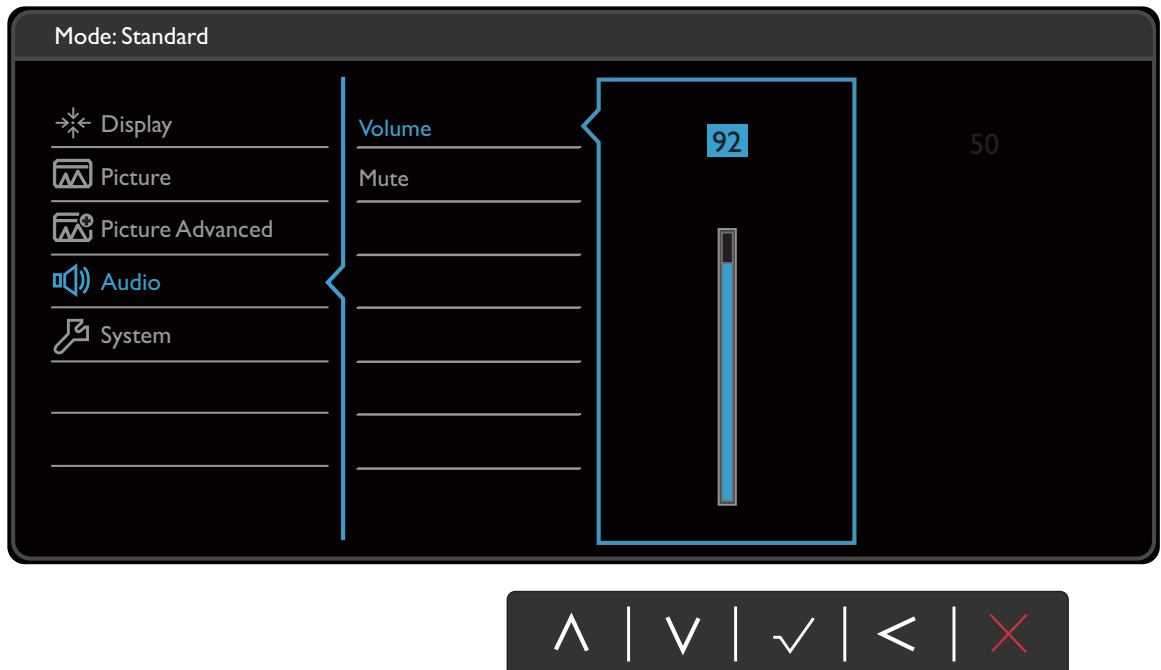 Mode: Standard
Display
Picture
Picture Advanced
Audio
System
Volume
Mute
92
50